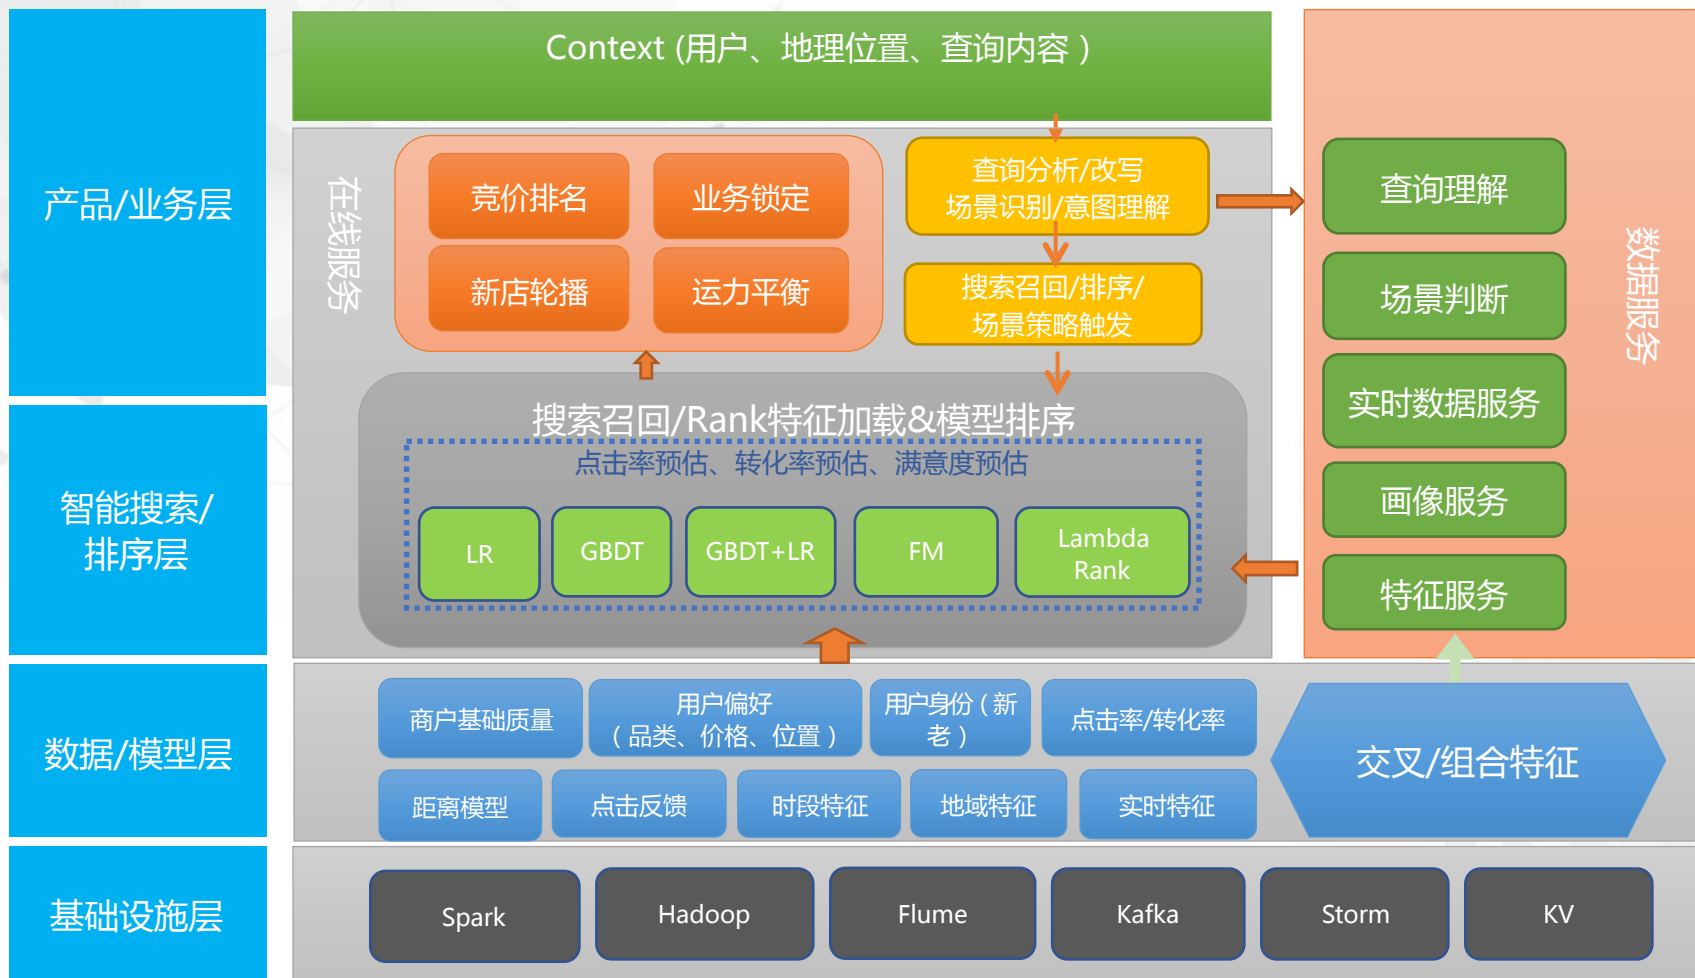 Context (用户、地理位置、查询内容)
产品/业务层
在线服务
竞价排名
业务锁定
新店轮播
运力平衡
查询分析/改写
场景识别/意图理解
搜索召回/排序/
场景策略触发
数据服务
查询理解
场景判断
实时数据服务
画像服务
特征服务
智能搜索/
排序层
搜索召回/Rank特征加载&模型排序
点击率预估、转化率预估、满意度预估
LR
GBDT
GBDT+LR
FM
Lambda
Rank
数据/模型层
商户基础质量
用户偏好
(品类、价格、位置)
用户身份(新
老)
点击率/转化率
距离模型
点击反馈
时段特征
地域特征
实时特征
交叉/组合特征
基础设施层
Spark
Hadoop
Flume
Kafka
Storm
KV